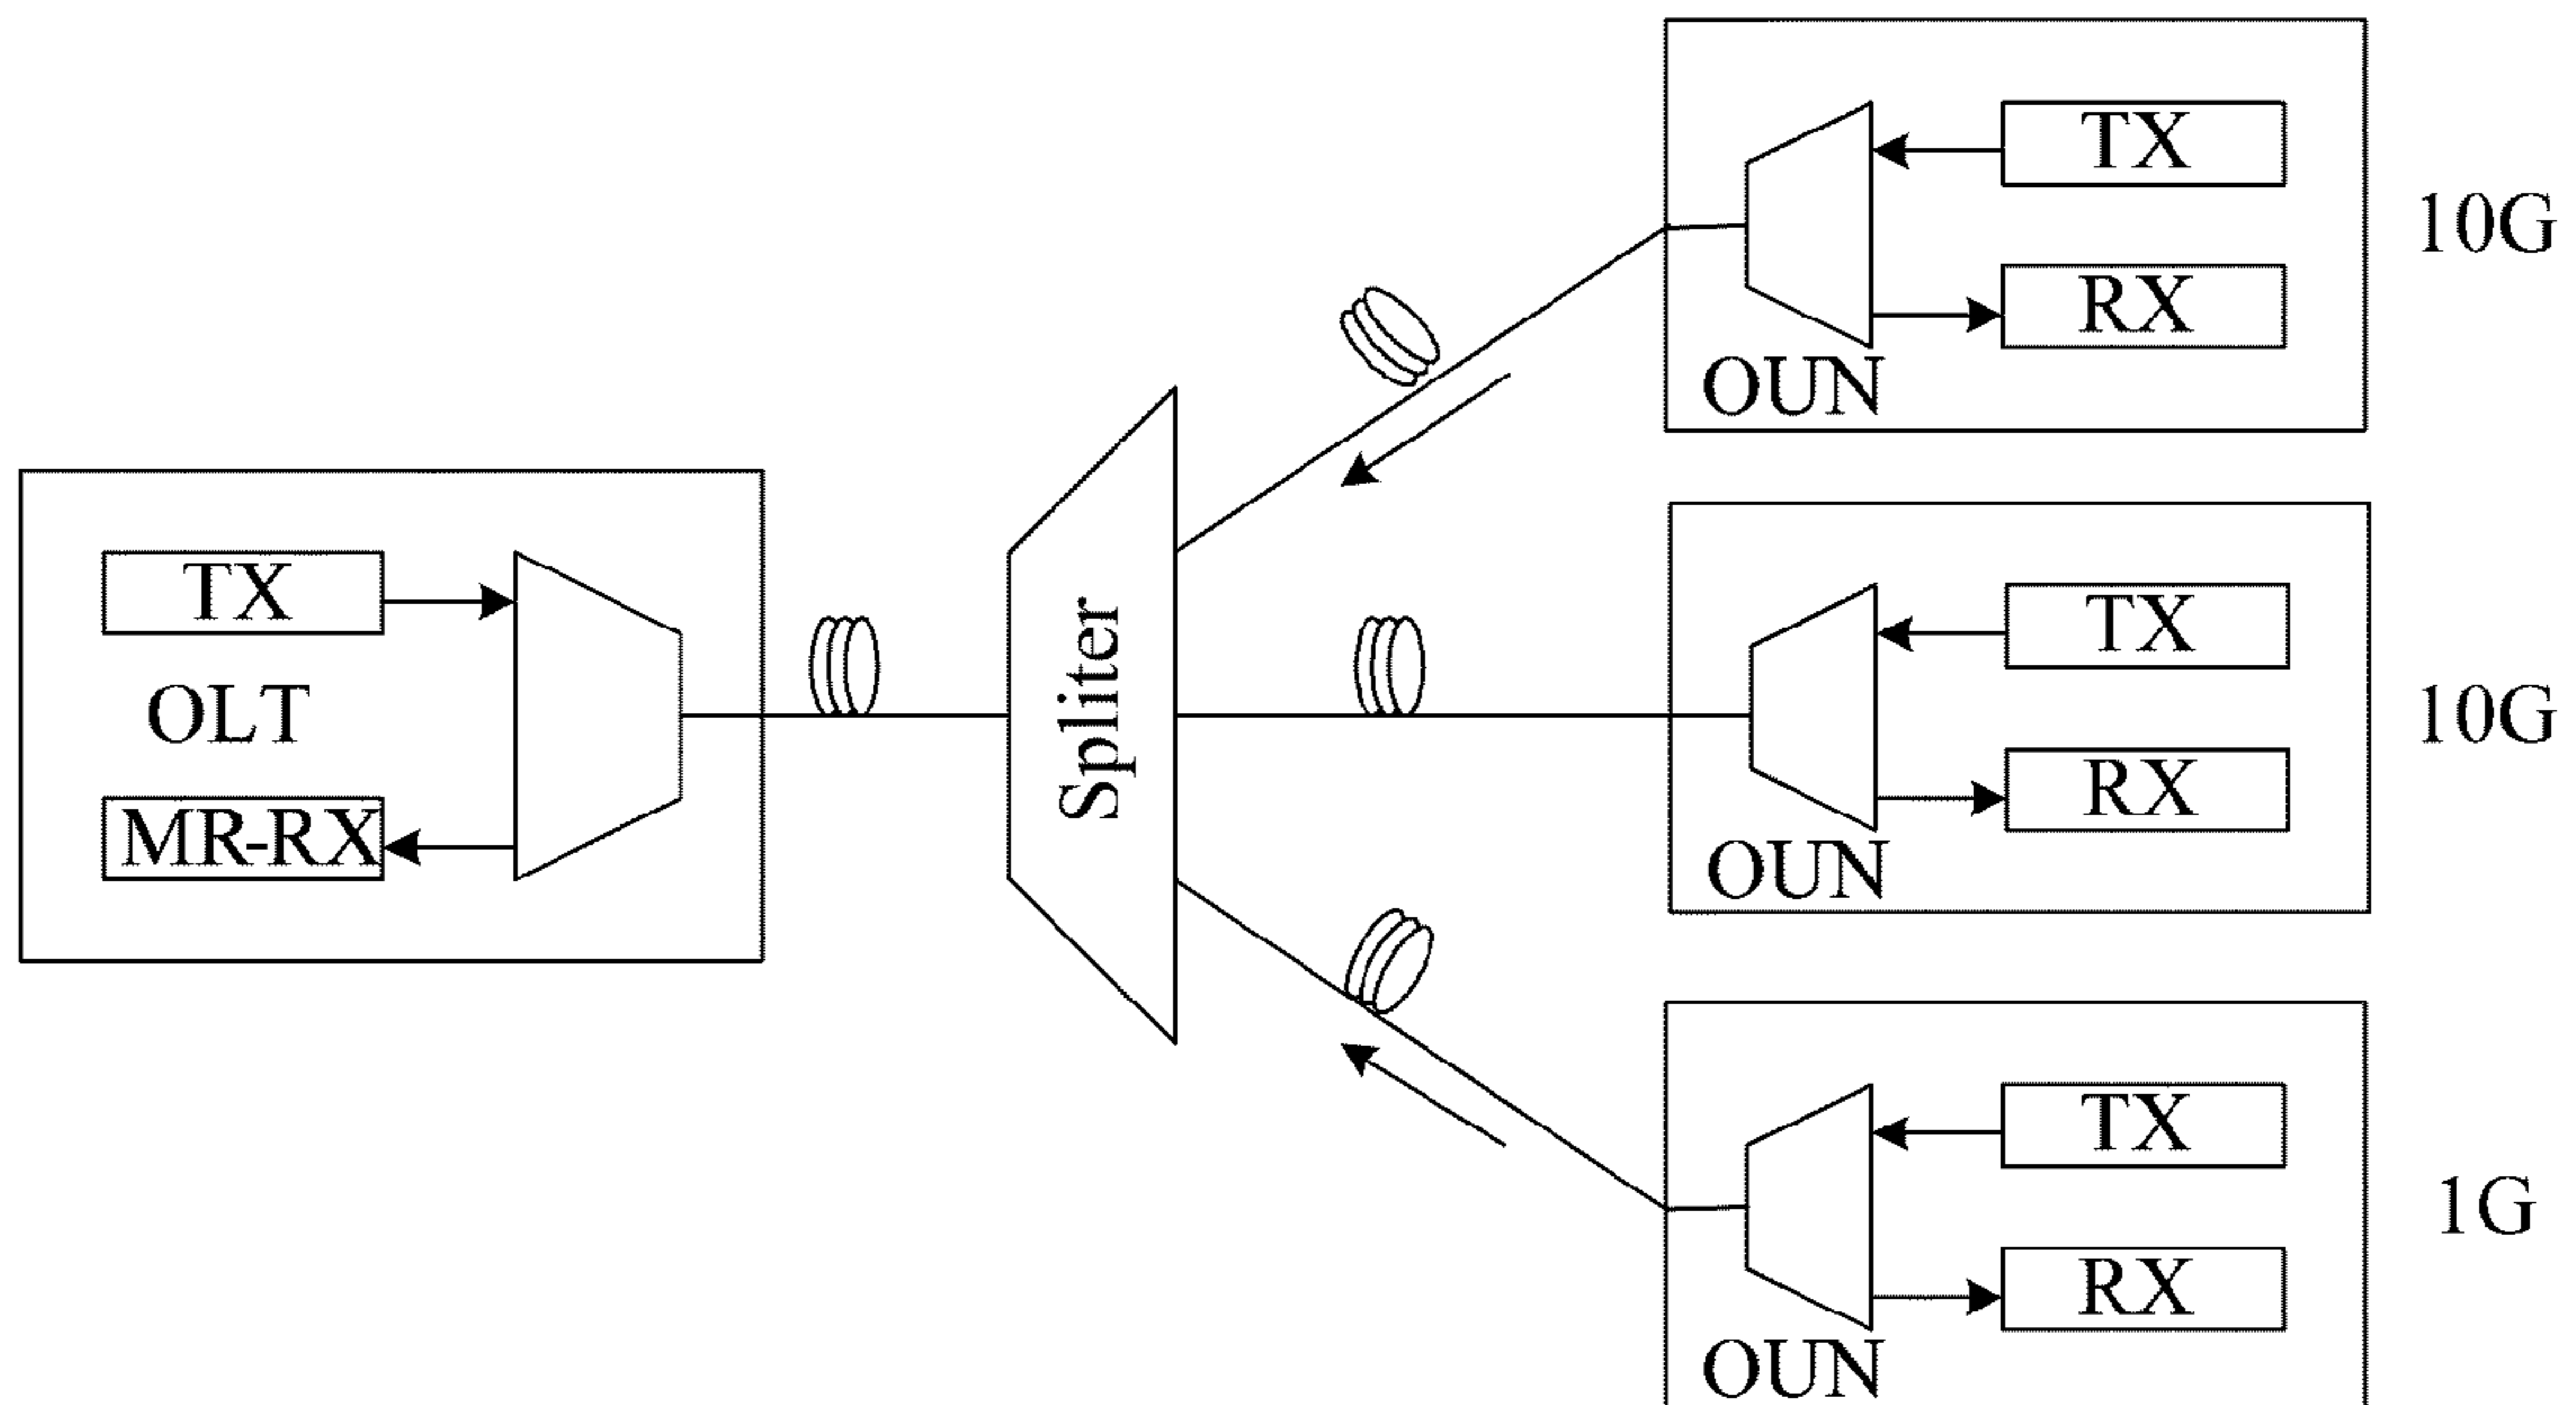 TX
OLT
MR-RX
Spliter
TX
RX
OUN
10G
TX
RX
OUN
10G
TX
RX
OUN
1G